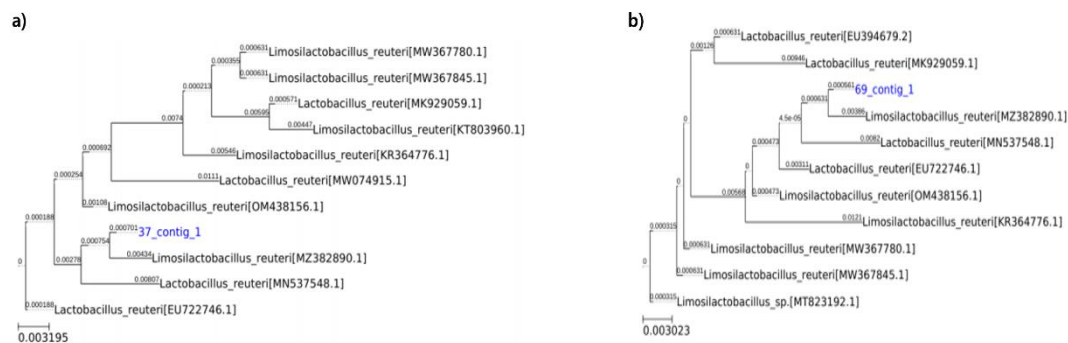 a)
0.000631 Limosilactobacillus_reuteri[MW367780.1]
0.000355
0.000631 Limosilactobacillus_reuteri[MW367845.1]
0.000213
0.000571 Lactobacillus_reuteri[MK929059.1]
0.00595
0.00447 Limosilactobacillus_reuteri[KT803960.1]
0.0074
0.00546 Limosilactobacillus_reuteri[KR364776.1]
0.000692
0.0111 Lactobacillus_reuteri[MW074915.1]
0.000254
0.00108 Limosilactobacillus_reuteri[OM438156.1]
0.000188
0.000701 37_contig_1
0.000754
0.00434 Limosilactobacillus_reuteri[MZ382890.1]
0.00278
0.00807 Lactobacillus_reuteri[MN537548.1]
0
0.000188 Lactobacillus_reuteri[EU722746.1]
0.003195
b)
0.000631 Lactobacillus_reuteri[EU394679.2]
0.00126
0.00946 Lactobacillus_reuteri[MK929059.1]
0.000561 69_contig_1
0.000631
0.00386 Limosilactobacillus_reuteri[MZ382890.1]
4.5e-05
0
0.0082 Lactobacillus_reuteri[MN537548.1]
0.000473
0.00311 Lactobacillus_reuteri[EU722746.1]
0
0.000473 Limosilactobacillus_reuteri[OM438156.1]
0
0.00568
0.0121 Limosilactobacillus_reuteri[KR364776.1]
0.000315
0.000631 Limosilactobacillus_reuteri[MW367780.1]
0
0.000631 Limosilactobacillus_reuteri[MW367845.1]
0.000315 Limosilactobacillus_sp.[MT823192.1]
0.003023